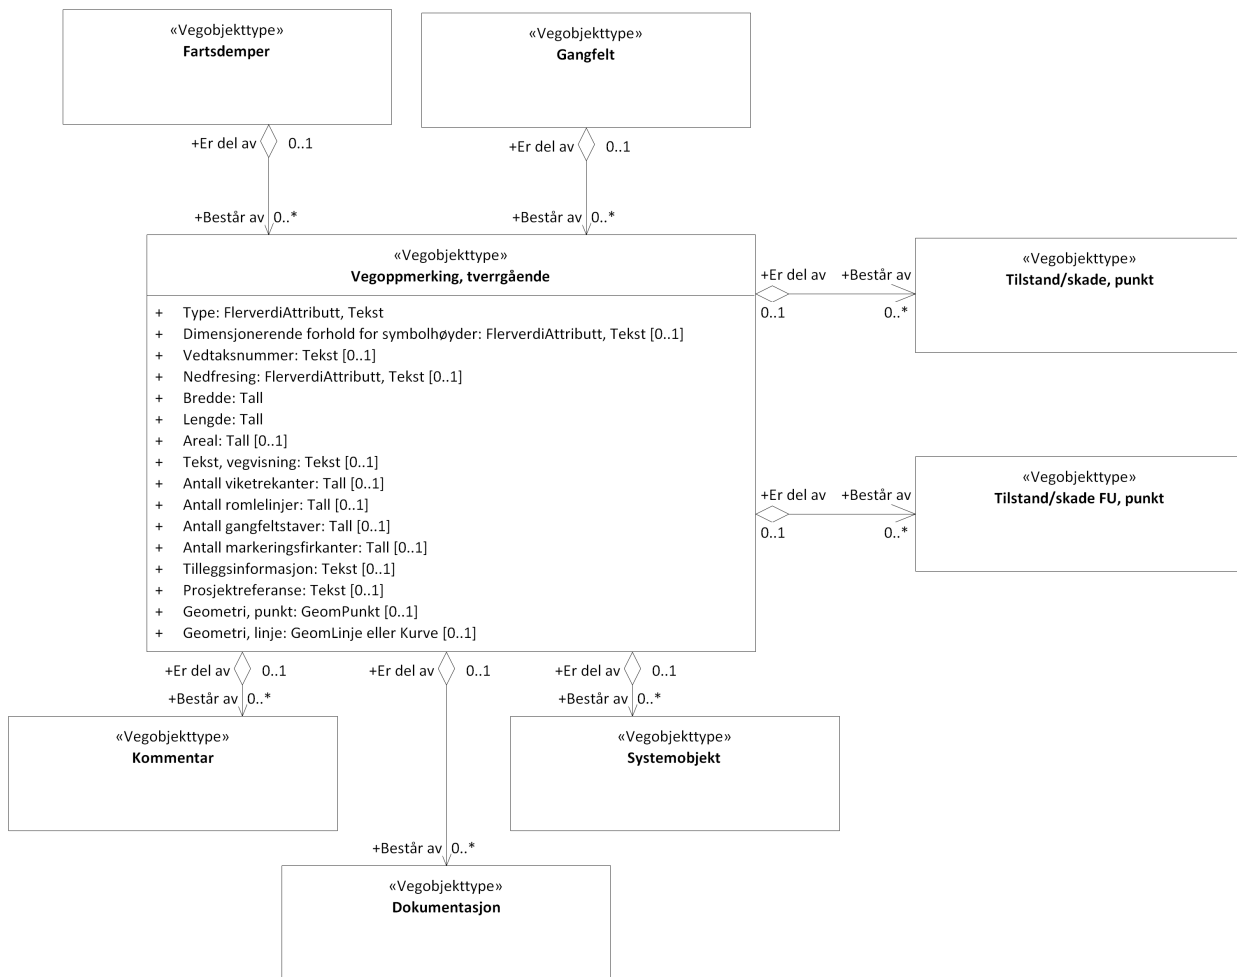 «Vegobjekttype»
Fartsdemper
«Vegobjekttype»
Gangfelt
+Er del av 0..1
+Er del av 0..1
+Består av 0..*
+Består av 0..*
«Vegobjekttype»
Vegoppmerking, tverrgående
+ Type: FlerverdiAttributt, Tekst
+ Dimensjonerende forhold for symbolhøyder: FlerverdiAttributt, Tekst [0..1]
+ Vedtaksnummer: Tekst [0..1]
+ Nedfresing: FlerverdiAttributt, Tekst [0..1]
+ Bredde: Tall
+ Lengde: Tall
+ Areal: Tall [0..1]
+ Tekst, vegvisning: Tekst [0..1]
+ Antall viketrekanter: Tall [0..1]
+ Antall romlelinjer: Tall [0..1]
+ Antall gangfeltstaver: Tall [0..1]
+ Antall markeringsfirkanter: Tall [0..1]
+ Tilleggsinformasjon: Tekst [0..1]
+ Prosjektreferanse: Tekst [0..1]
+ Geometri, punkt: GeomPunkt [0..1]
+ Geometri, linje: GeomLinje eller Kurve [0..1]
+Er del av +Består av
0..1 0..*
«Vegobjekttype»
Tilstand/skade, punkt
+Er del av +Består av
0..1 0..*
«Vegobjekttype»
Tilstand/skade FU, punkt
+Er del av 0..1
+Er del av 0..1
+Er del av 0..1
+Består av 0..*
+Består av 0..*
«Vegobjekttype»
Kommentar
«Vegobjekttype»
Systemobjekt
+Består av 0..*
«Vegobjekttype»
Dokumentasjon